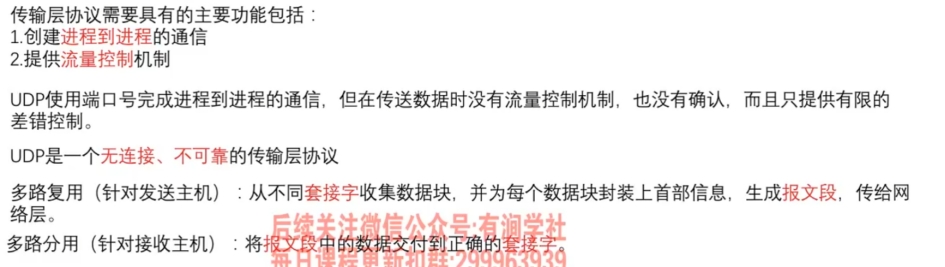 传输层协议需要具有的主要功能包括：
1.创建进程到进程的通信
2.提供流量控制机制
UDP使用端口号完成进程到进程的通信，但在传送数据时没有流量控制机制，也没有确认，而且只提供有限的
差错控制。
UDP是一个无连接、不可靠的传输层协议
多路复用（针对发送主机）：从不同套接字收集数据块，并为每个数据块封装上首部信息，生成报文段，传给网
络层。
后续关注微信公众号:有润学社
多路分用（针对接收主机）：将报文段中的数据交付到正确的套接字。
每日课程更新扣群:299963939